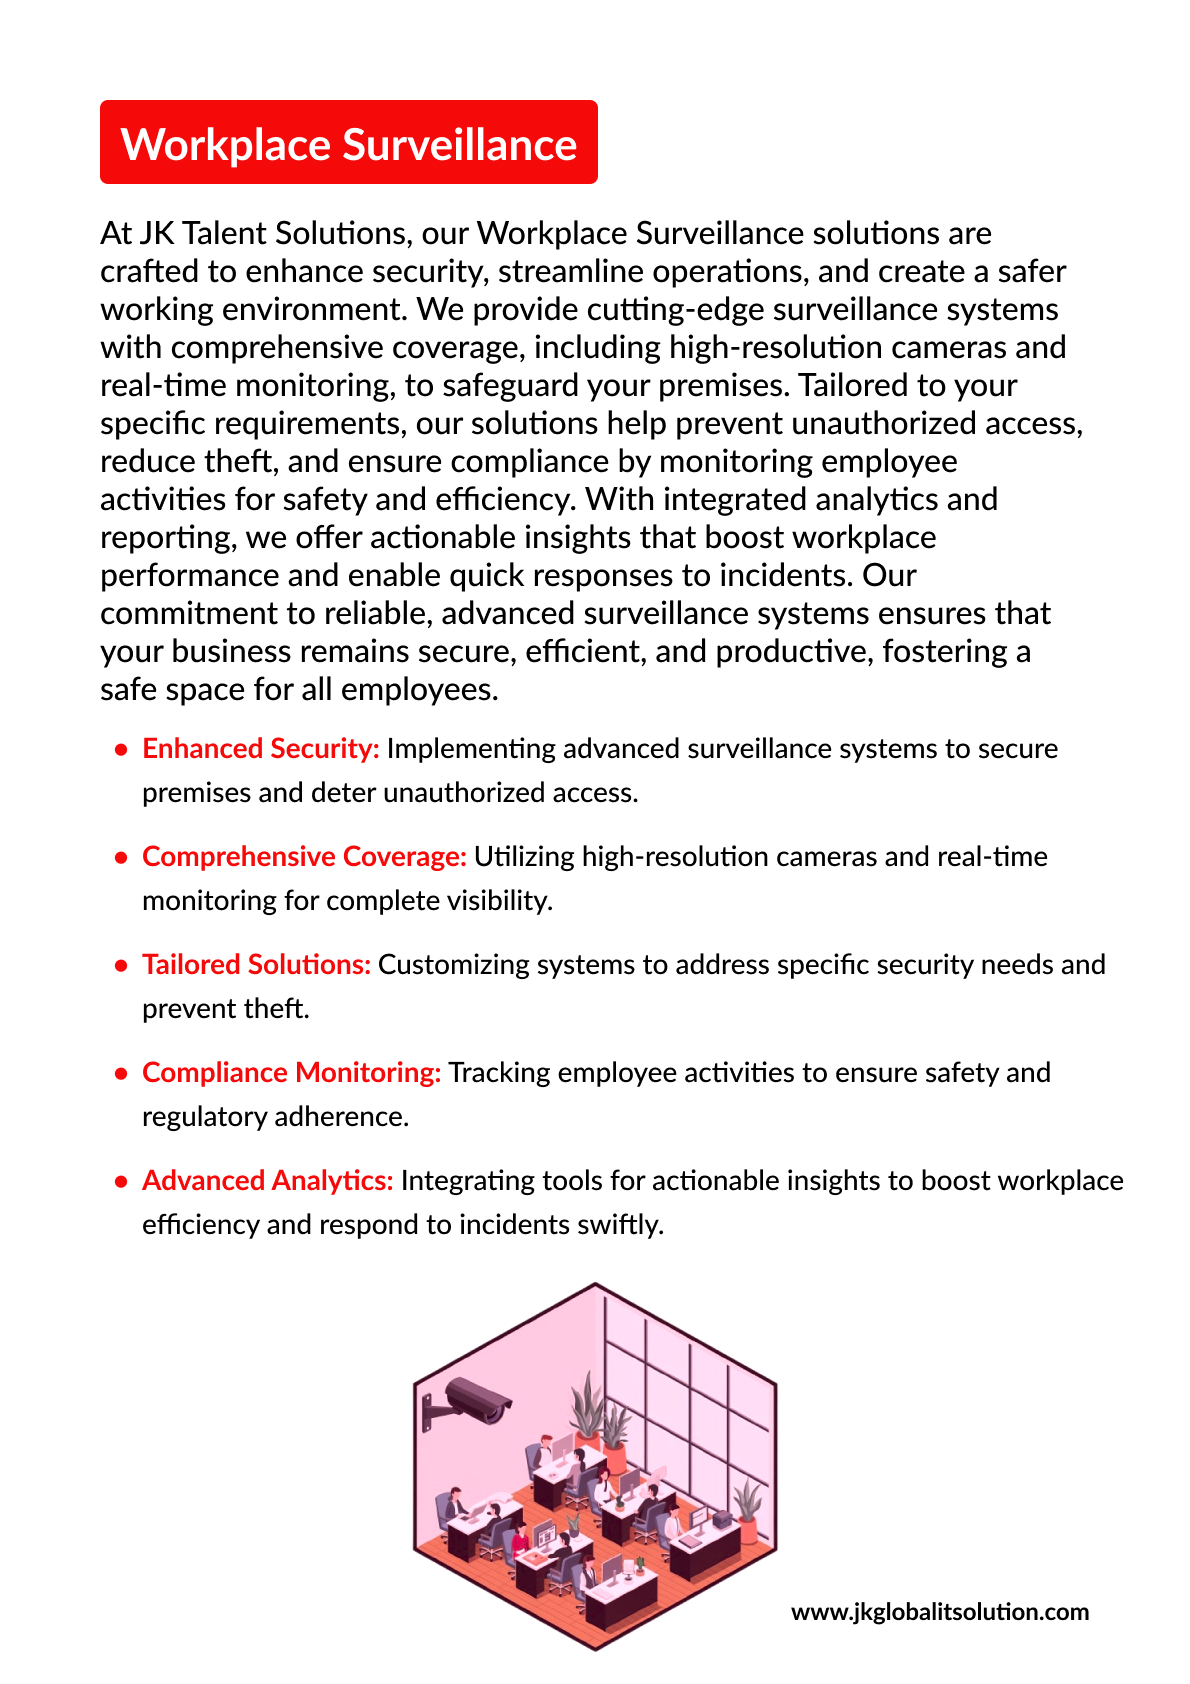 Workplace Surveillance
At JK Talent Solutions, our Workplace Surveillance solutions are
crafted to enhance security, streamline operations, and create a safer
working environment. We provide cutting-edge surveillance systems
with comprehensive coverage, including high-resolution cameras and
real-time monitoring, to safeguard your premises. Tailored to your
specific requirements, our solutions help prevent unauthorized access,
reduce theft, and ensure compliance by monitoring employee
activities for safety and efficiency. With integrated analytics and
reporting, we offer actionable insights that boost workplace
performance and enable quick responses to incidents. Our
commitment to reliable, advanced surveillance systems ensures that
your business remains secure, efficient, and productive, fostering a
safe space for all employees.
• Enhanced Security: Implementing advanced surveillance systems to secure
premises and deter unauthorized access.
• Comprehensive Coverage: Utilizing high-resolution cameras and real-time
monitoring for complete visibility.
• Tailored Solutions: Customizing systems to address specific security needs and
prevent theft.
• Compliance Monitoring: Tracking employee activities to ensure safety and
regulatory adherence.
• Advanced Analytics: Integrating tools for actionable insights to boost workplace
efficiency and respond to incidents swiftly.
www.jkglobalitsolution.com